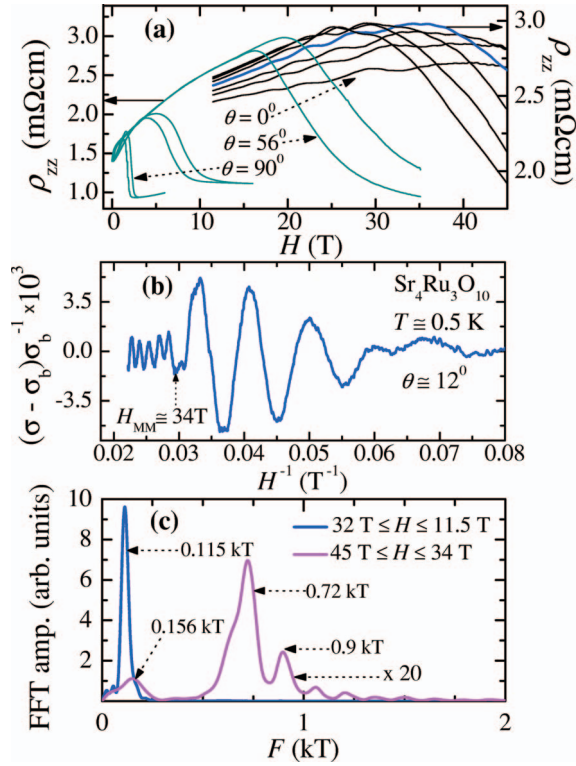 (a)
3.0
2.5
2.0
1.5
1.0
ρzz (mΩcm)
3.0
2.5
2.0
ρzz (mΩcm)
θ=0⁰
θ=56⁰
θ=90⁰
0 10 20 30 40
H (T)
(b)
Sr₄Ru₃O₁₀
T ≅ 0.5 K
θ ≅ 12⁰
3.5
0.0
-3.5
(σ - σb)σb⁻¹ ×10³
HMM ≅ 34T
0.02 0.03 0.04 0.05 0.06 0.07 0.08
H⁻¹ (T⁻¹)
(c)
32 T ≤ H ≤ 11.5 T
45 T ≤ H ≤ 34 T
10
8
6
4
2
FFT amp. (arb. units)
0.115 kT
0.72 kT
0.156 kT
0.9 kT
x 20
0 1 2
F (kT)